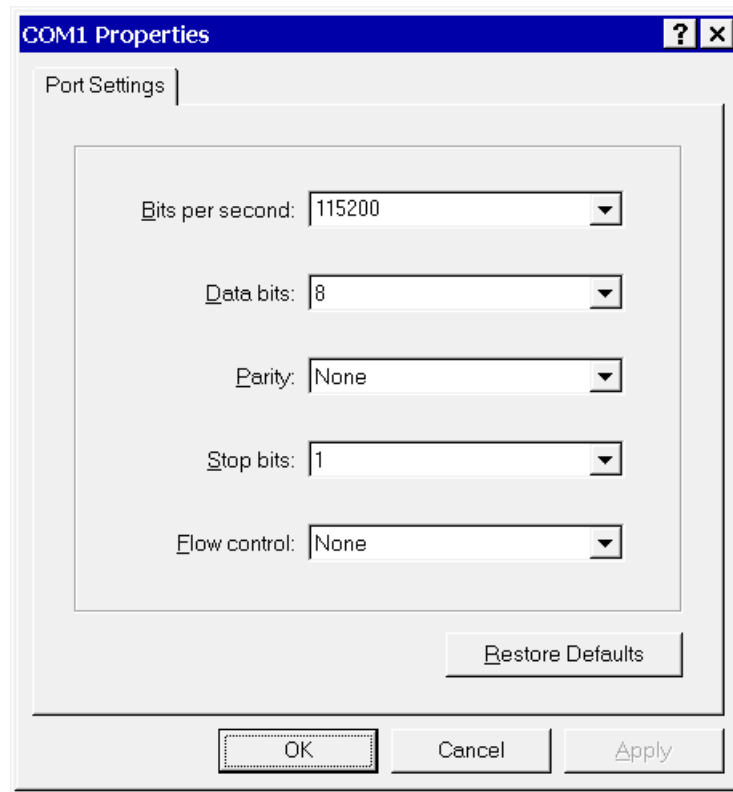 COM1 Properties
Port Settings
Bits per second: 115200
Data bits: 8
Parity: None
Stop bits: 1
Flow control: None
Restore Defaults
OK Cancel Apply